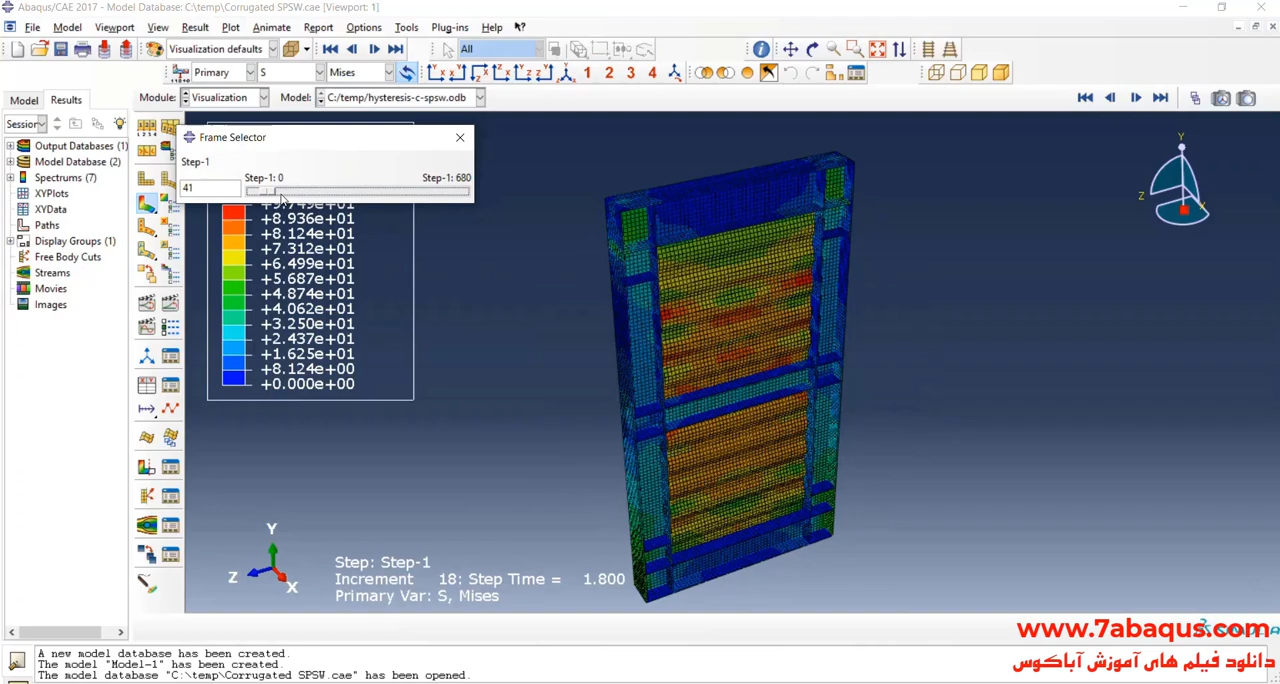 Abaqus/CAE 2017 - Model Database: C:\temp\Corrugated SPSW.cae [Viewport: 1]
File Model Viewport View Result Plot Animate Report Options Tools Plug-ins Help
Visualization defaults All
Primary S Mises 1 2 3 4
Model Results Module: Visualization Model: C:/temp/hysteresis-c-spsw.odb
Session
Output Databases (1)
Model Database (2)
Spectrums (7)
XYPlots
XYData
Paths
Display Groups (1)
Free Body Cuts
Streams
Movies
Images
Frame Selector
Step-1
Step-1: 0 Step-1: 680
41
+9.749e+01
+8.936e+01
+8.124e+01
+7.312e+01
+6.499e+01
+5.687e+01
+4.874e+01
+4.062e+01
+3.250e+01
+2.437e+01
+1.625e+01
+8.124e+00
+0.000e+00
Y
Z
X
Y
Z
X
Step: Step-1
Increment 18: Step Time = 1.800
Primary Var: S, Mises
www.7abaqus.com
دانلود فیلم های آموزش آباکوس
A new model database has been created.
The model "Model-1" has been created.
The model database "C:\temp\Corrugated SPSW.cae" has been opened.